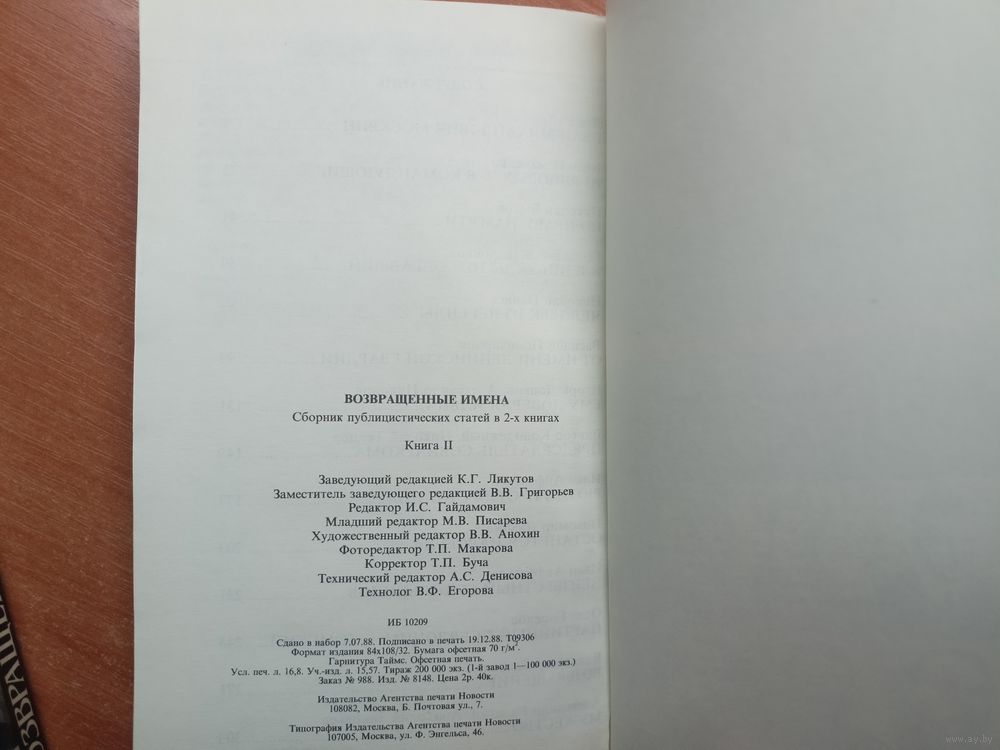 ВОЗВРАЩЕННЫЕ ИМЕНА
Сборник публицистических статей в 2-х книгах
Книга II
Заведующий редакцией К.Г. Ликутов
Заместитель заведующего редакцией В.В. Григорьев
Редактор И.С. Гайдамович
Младший редактор М.В. Писарева
Художественный редактор В.В. Анохин
Фоторедактор Т.П. Макарова
Корректор Т.П. Буча
Технический редактор А.С. Денисова
Технолог В.Ф. Егорова
ИБ 10209
Сдано в набор 7.07.88. Подписано в печать 19.12.88. Т09306
Формат издания 84х108/32. Бумага офсетная 70 г/м².
Гарнитура Таймс. Офсетная печать.
Усл. печ. л. 16,8. Уч.-изд. л. 15,57. Тираж 200 000 экз. (1-й завод 1—100 000 экз.)
Заказ № 988. Изд. № 8148. Цена 2р. 40к.
Издательство Агентства печати Новости
108082, Москва, Б. Почтовая ул., 7.
Типография Издательства Агентства печати Новости
107005, Москва, ул. Ф. Энгельса, 46.
www.ay.by